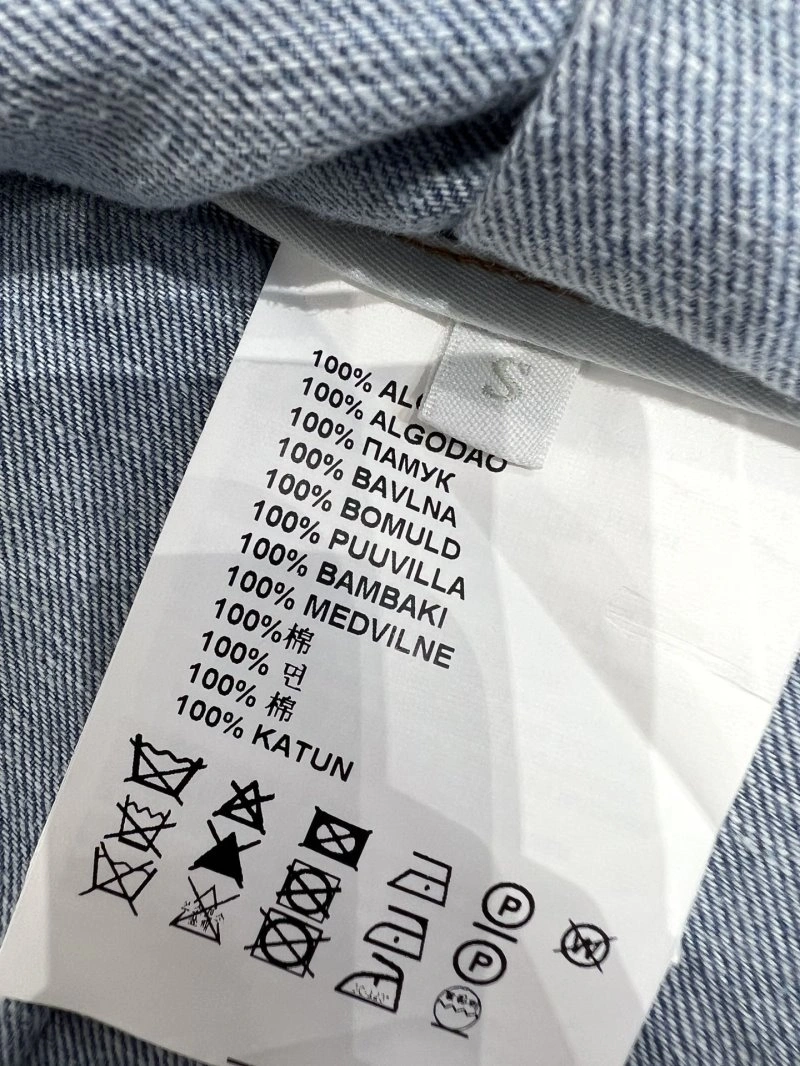 S
100%
100% ALGODAO
100% ПАМУК
100% BAVLNA
100% BOMULD
100% PUUVILLA
100% BAMBAKI
100% MEDVILNE
100%棉
100% 면
100% 棉
100% KATUN
P
W
P